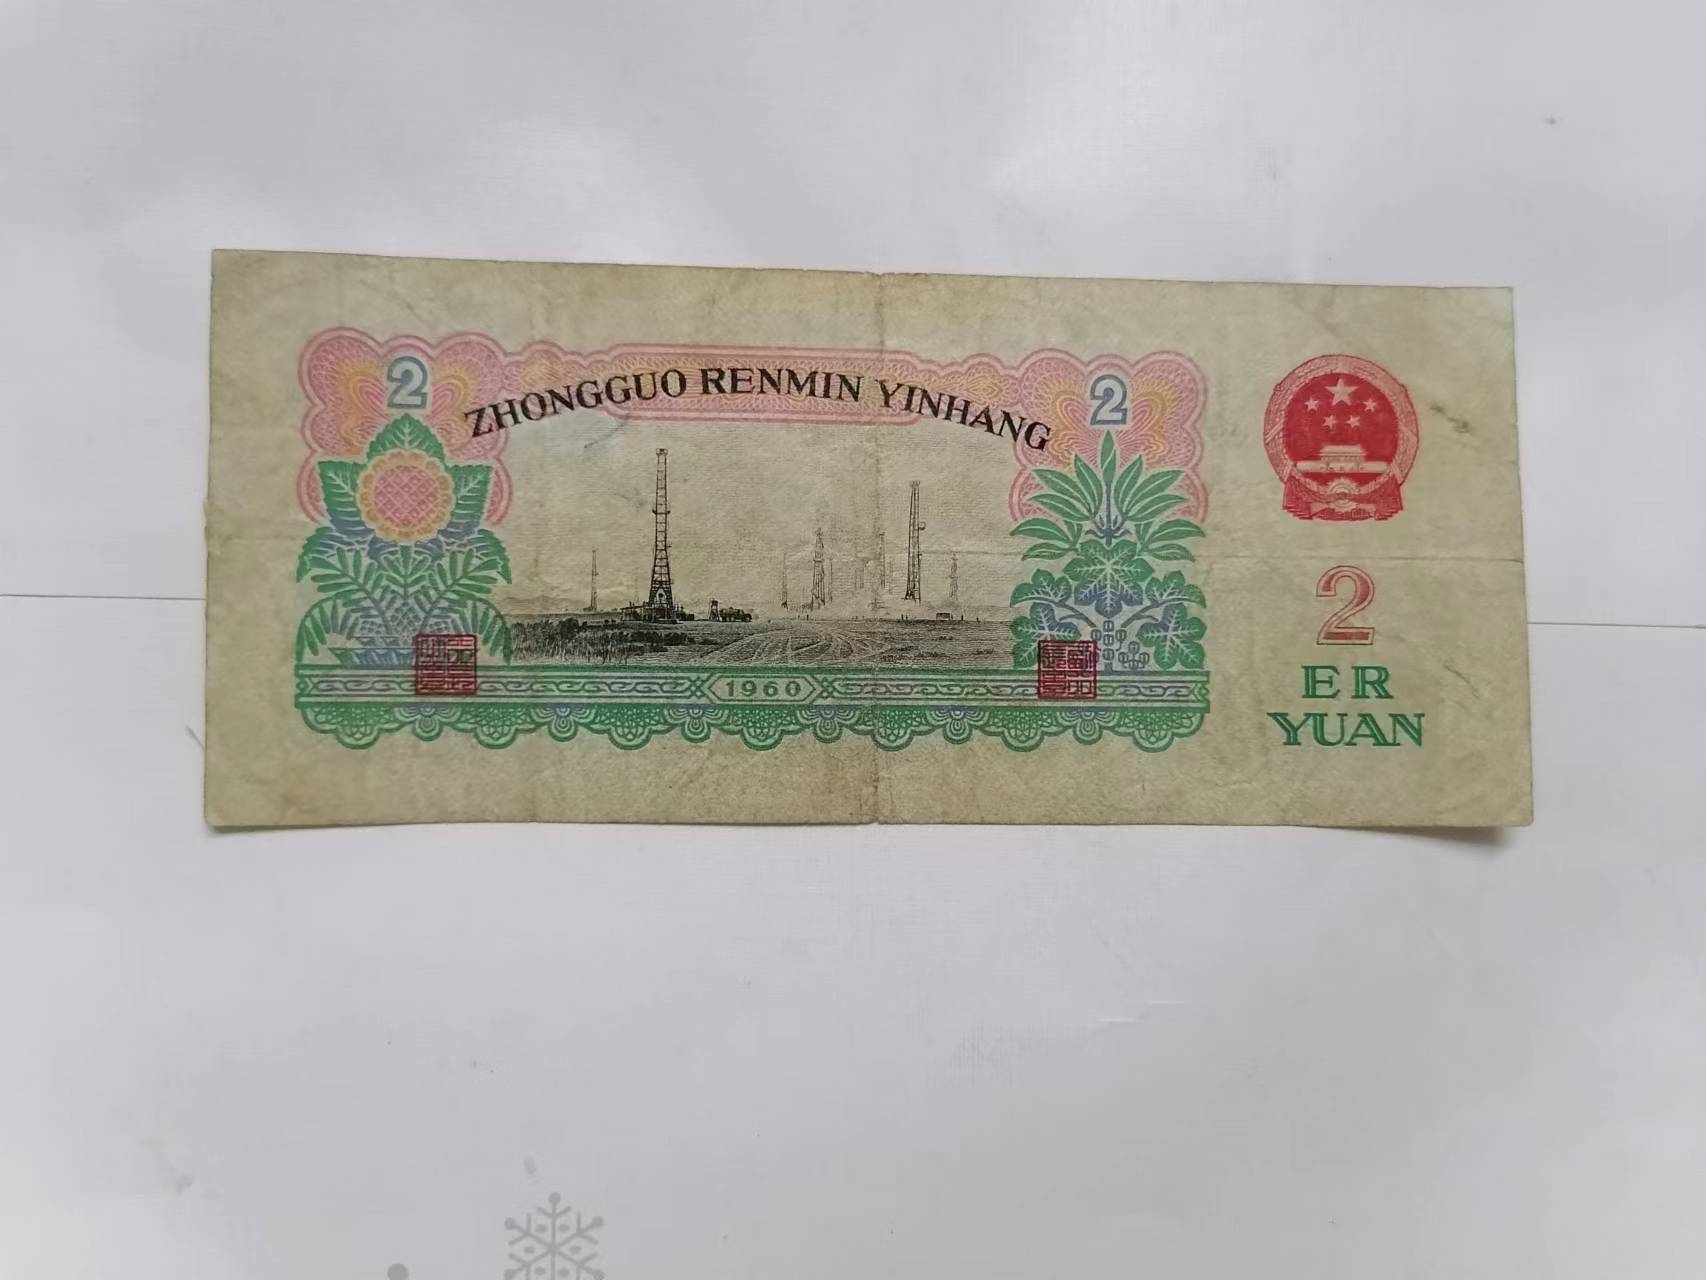 2
2
ZHONGGUO RENMIN YINHANG
1960
2
ER
YUAN